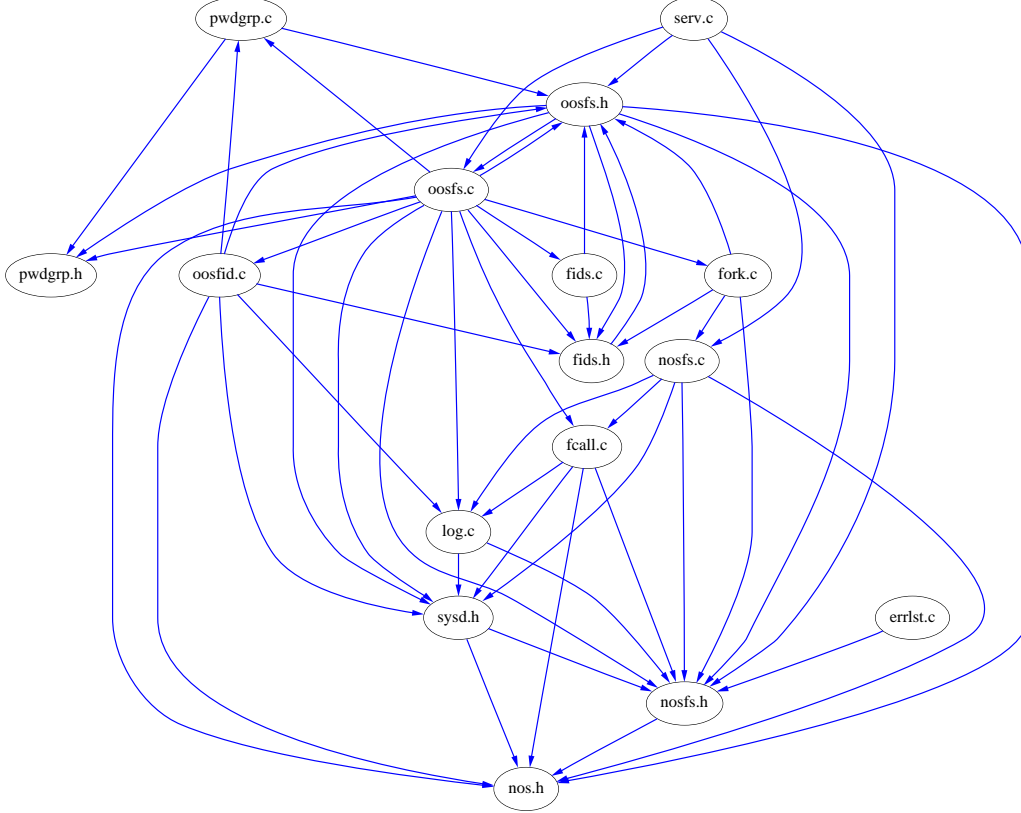 pwdgrp.c
serv.c
oosfs.h
oosfs.c
pwdgrp.h
oosfid.c
fids.c
fork.c
fids.h
nosfs.c
fcall.c
log.c
sysd.h
errlst.c
nosfs.h
nos.h